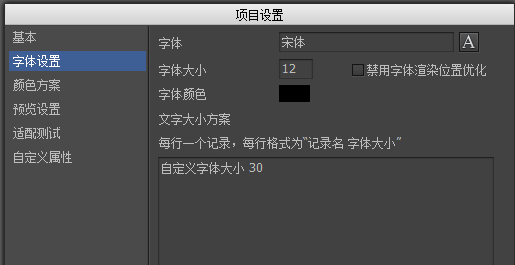 项目设置
基本
字体设置
颜色方案
预览设置
适配测试
自定义属性
字体 宋体 A
字体大小 12 禁用字体渲染位置优化
字体颜色
文字大小方案
每行一个记录，每行格式为“记录名 字体大小”
自定义字体大小 30